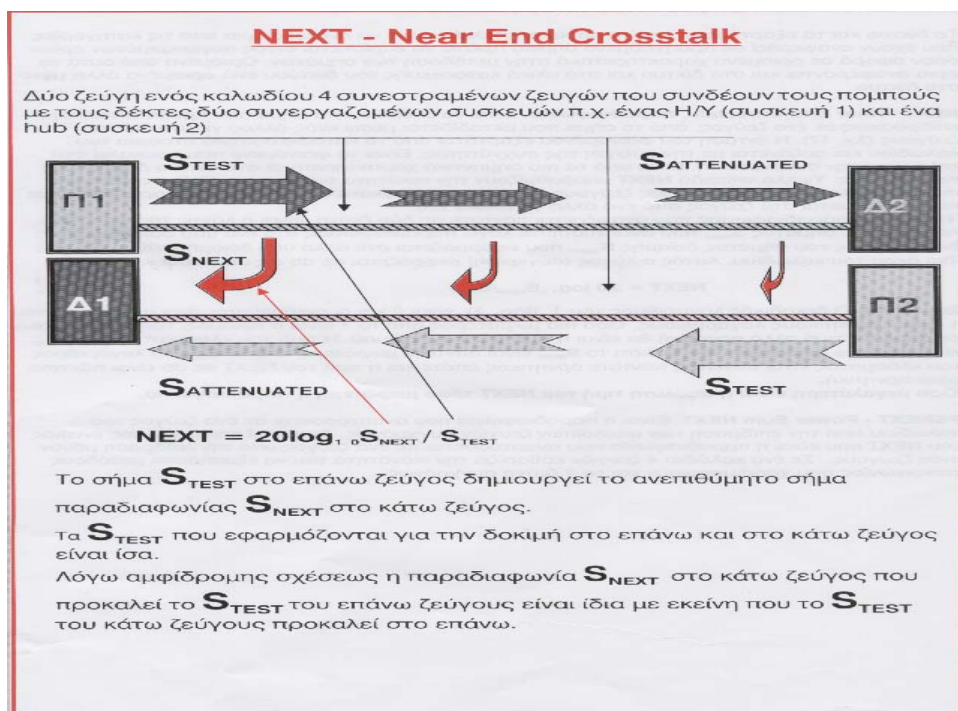 NEXT - Near End Crosstalk
Δύο ζεύγη ενός καλωδίου 4 συνεστραμένων ζευγών που συνδέουν τους πομπούς
με τους δέκτες δύο συνεργαζομένων συσκευών π.χ. ένας Η/Υ (συσκευή 1) και ένα
hub (συσκευή 2)
STEST SATTENUATED
Π1 Δ2
SNEXT
Δ1 Π2
SATTENUATED STEST
NEXT = 20log10SNEXT / STEST
Το σήμα STEST στο επάνω ζεύγος δημιουργεί το ανεπιθύμητο σήμα
παραδιαφωνίας SNEXT στο κάτω ζεύγος.
Τα STEST που εφαρμόζονται για την δοκιμή στο επάνω και στο κάτω ζεύγος
είναι ίσα.
Λόγω αμφίδρομης σχέσεως η παραδιαφωνία SNEXT στο κάτω ζεύγος που
προκαλεί το STEST του επάνω ζεύγους είναι ίδια με εκείνη που το STEST
του κάτω ζεύγους προκαλεί στο επάνω.